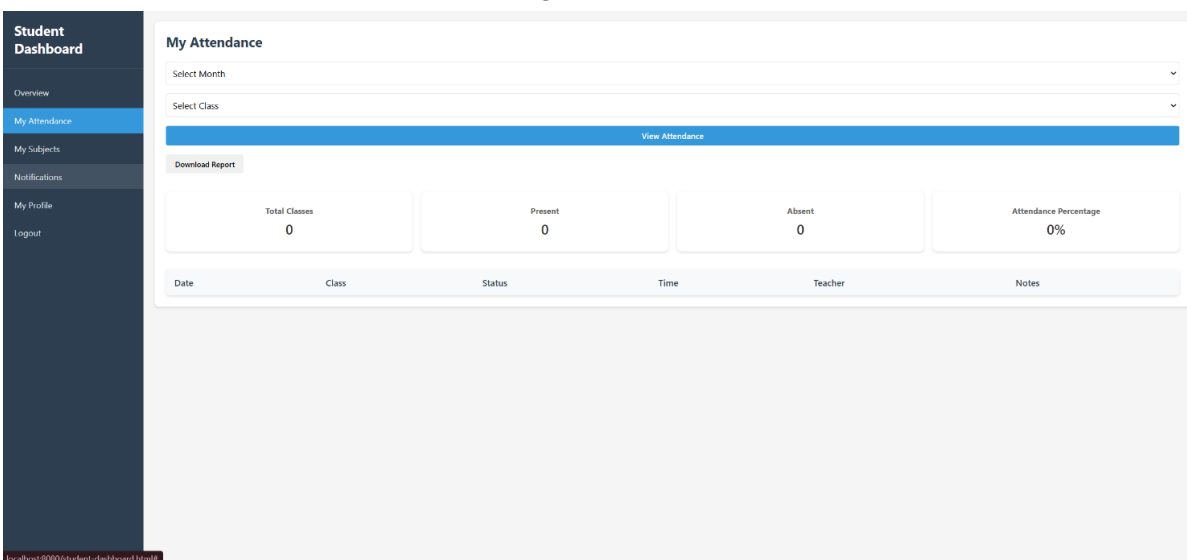 Student
Dashboard
Overview
My Attendance
My Subjects
Notifications
My Profile
Logout
My Attendance
Select Month
Select Class
View Attendance
Download Report
Total Classes
0
Present
0
Absent
0
Attendance Percentage
0%
Date Class Status Time Teacher Notes
localhost:8080/student-dashboard.html#